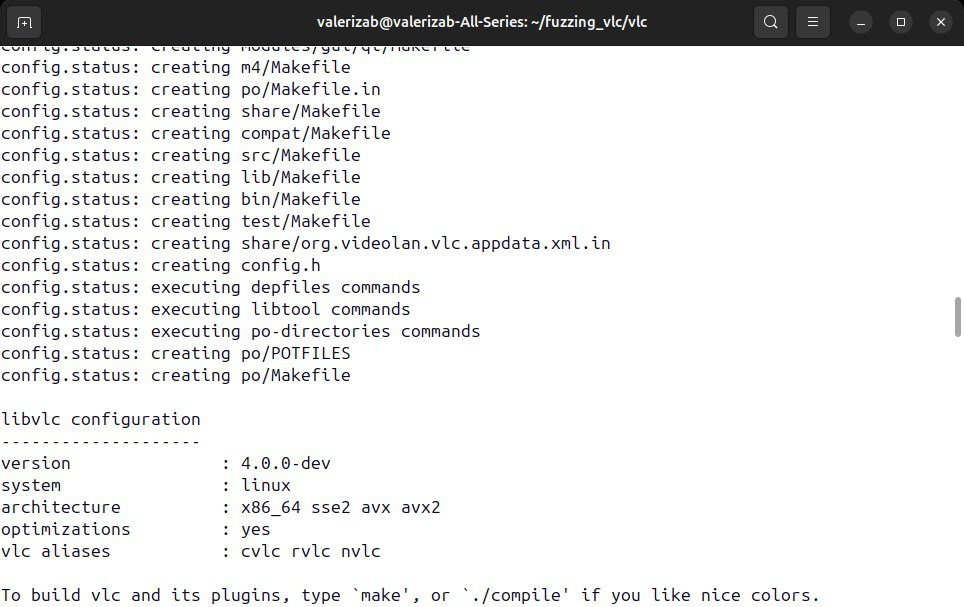 valerizab@valerizab-All-Series: ~/fuzzing_vlc/vlc
config.status: creating modules/gui/qt/Makefile
config.status: creating m4/Makefile
config.status: creating po/Makefile.in
config.status: creating share/Makefile
config.status: creating compat/Makefile
config.status: creating src/Makefile
config.status: creating lib/Makefile
config.status: creating bin/Makefile
config.status: creating test/Makefile
config.status: creating share/org.videolan.vlc.appdata.xml.in
config.status: creating config.h
config.status: executing depfiles commands
config.status: executing libtool commands
config.status: executing po-directories commands
config.status: creating po/POTFILES
config.status: creating po/Makefile
libvlc configuration
--------------------
version               : 4.0.0-dev
system                : linux
architecture          : x86_64 sse2 avx avx2
optimizations         : yes
vlc aliases           : cvlc rvlc nvlc
To build vlc and its plugins, type `make', or `./compile' if you like nice colors.